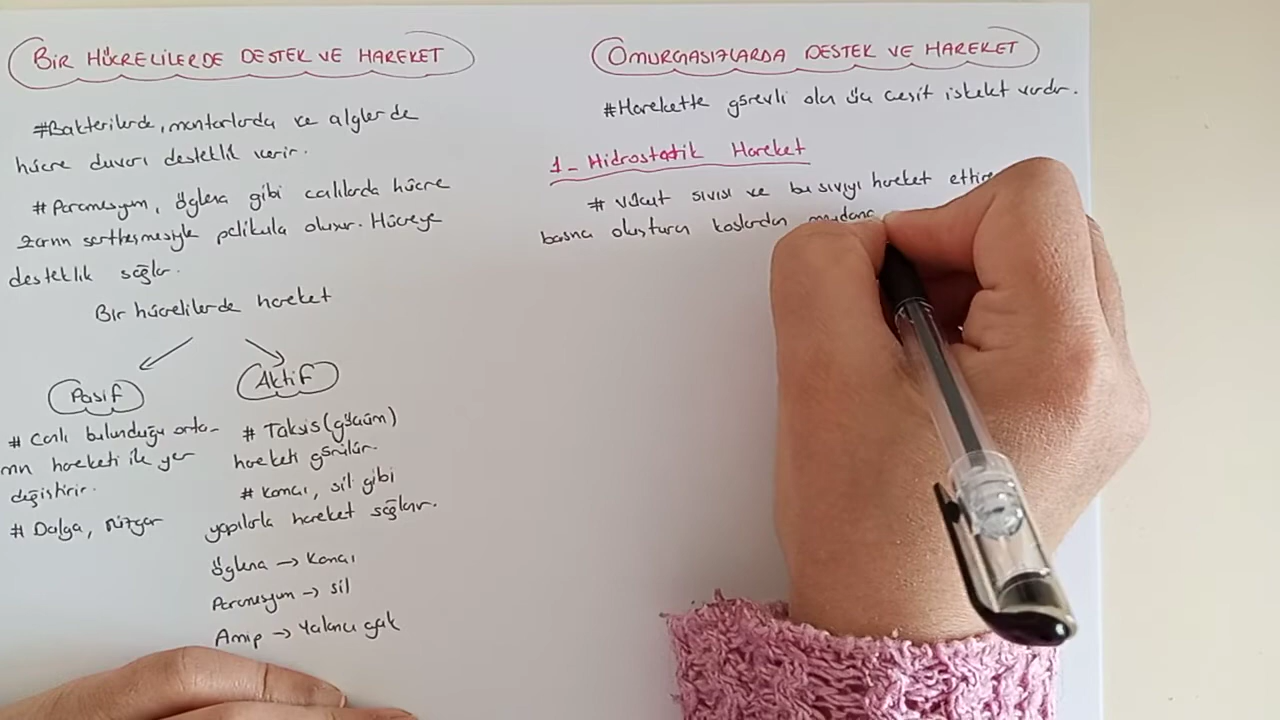 BİR HÜCRELİLERDE DESTEK VE HAREKET
#Bakterilerde, mantarlarda ve alglerde
hücre duvarı desteklik verir.
# Paramesyum, öglena gibi canlılarda hücre
zarının sertleşmesiyle pelikula oluşur. Hücreye
desteklik sağlar.
Bir hücrelilerde hareket
Pasif
# Canlı bulunduğu orta-
mın hareketi ile yer
değiştirir.
# Dalga, rüzgar
Aktif
# Taksis (göçüm)
hareketi görülür.
# Kamçı, sil gibi
yapılarla hareket sağlanır.
Öglena → Kamçı
Paramesyum → sil
Amip → Yalancı ayak
OMURGASIZLARDA DESTEK VE HAREKET
#Harekette görevli olan üç çeşit iskelet vardır.
1- Hidrostatik Hareket
# Vücut sıvısı ve bu sıvıyı hareket
basınç oluşturan kaslardan